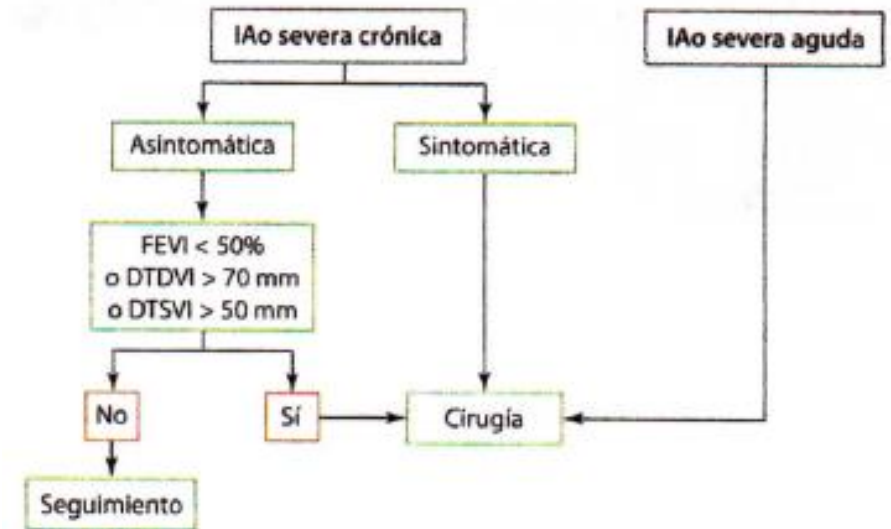 IAo severa crónica
IAo severa aguda
Asintomática
Sintomática
FEVI < 50%
o DTDVI > 70 mm
o DTSVI > 50 mm
No
Sí
Cirugía
Seguimiento